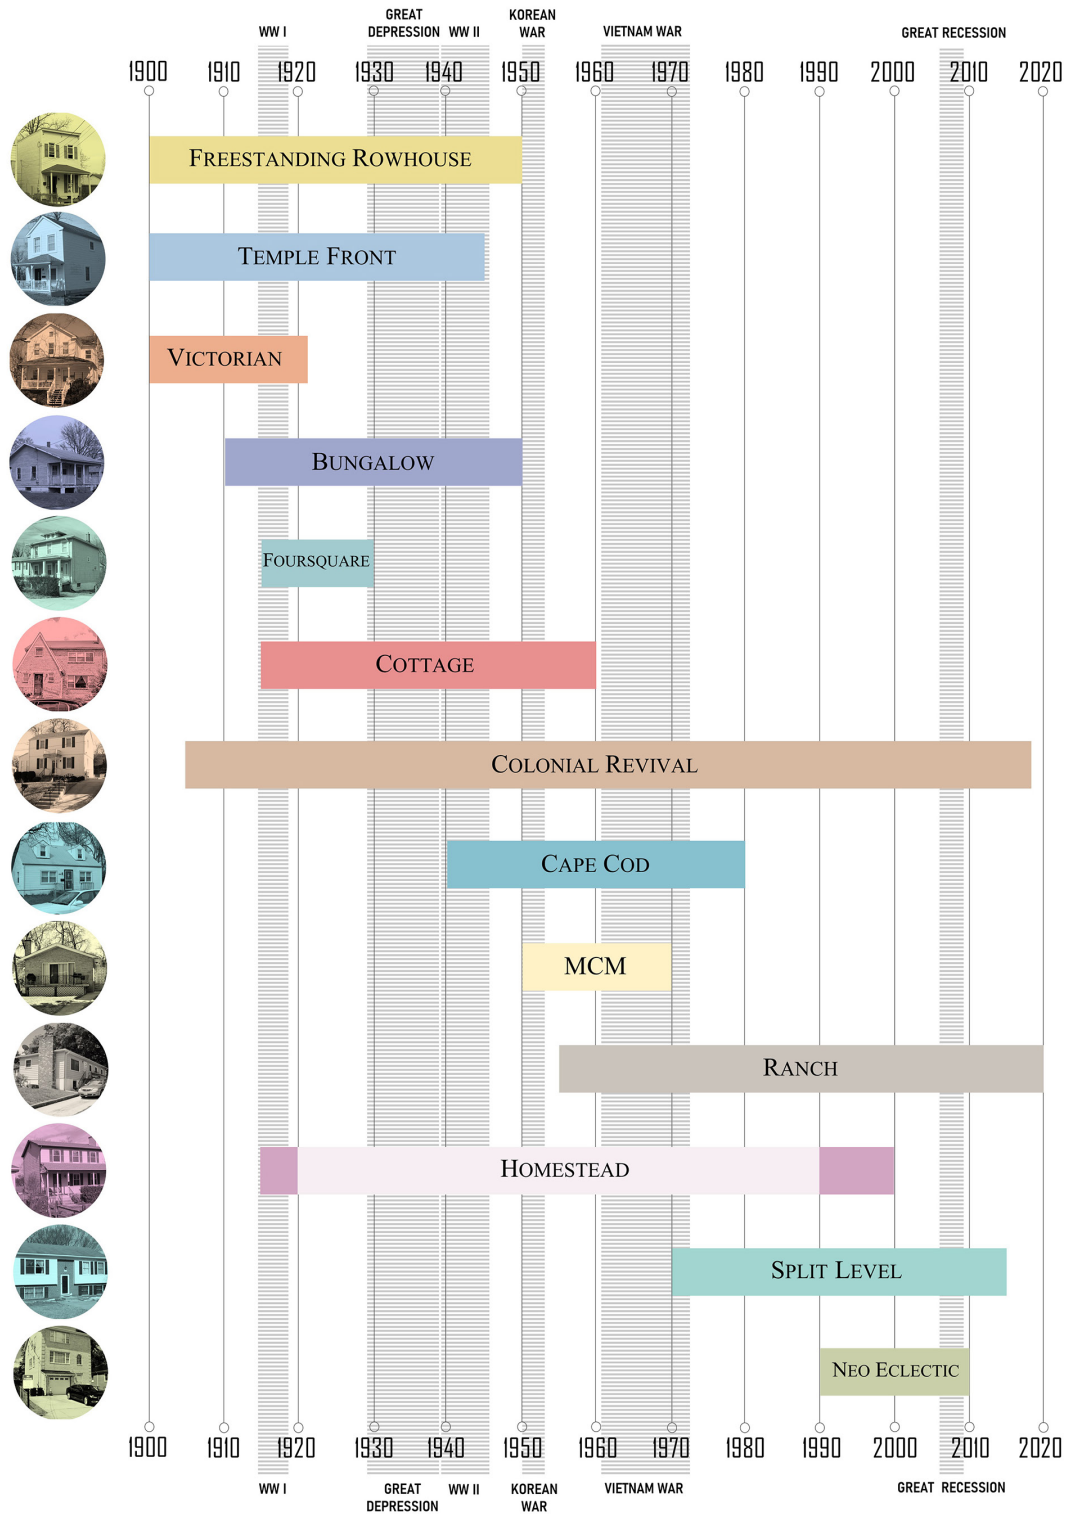 GREAT
DEPRESSION
WW I
WW II
KOREAN
WAR
VIETNAM WAR
GREAT RECESSION
1900 1910 1920 1930 1940 1950 1960 1970 1980 1990 2000 2010 2020
FREESTANDING ROWHOUSE
TEMPLE FRONT
VICTORIAN
BUNGALOW
FOURSQUARE
COTTAGE
COLONIAL REVIVAL
CAPE COD
MCM
RANCH
HOMESTEAD
SPLIT LEVEL
NEO ECLECTIC
1900 1910 1920 1930 1940 1950 1960 1970 1980 1990 2000 2010 2020
WW I
GREAT
DEPRESSION
WW II
KOREAN
WAR
VIETNAM WAR
GREAT RECESSION